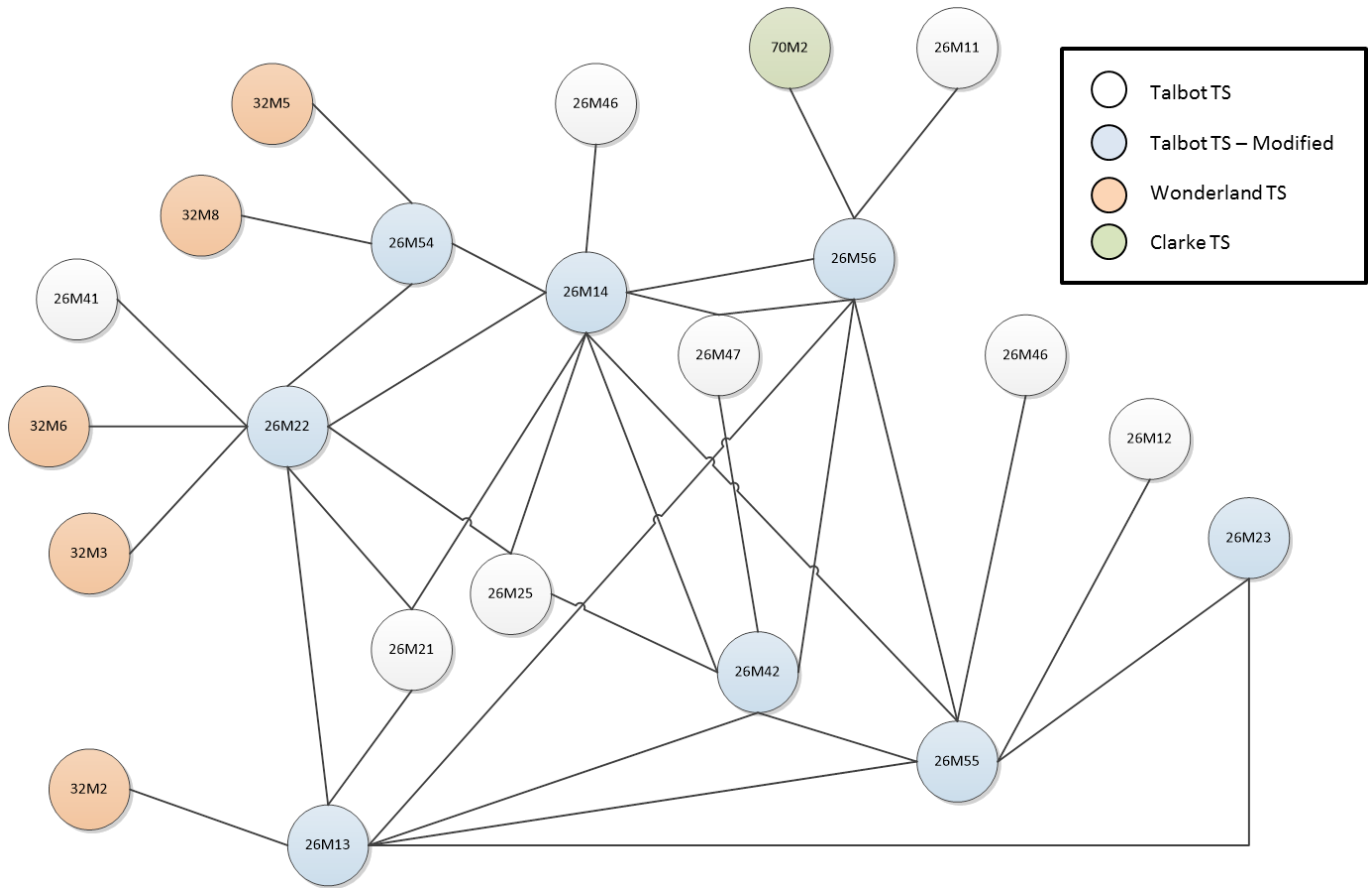 70M2
26M11
32M5
26M46
Talbot TS
Talbot TS – Modified
Wonderland TS
Clarke TS
32M8
26M54
26M56
26M41
26M14
26M47
26M46
32M6
26M22
26M12
32M3
26M23
26M25
26M21
26M42
26M55
32M2
26M13